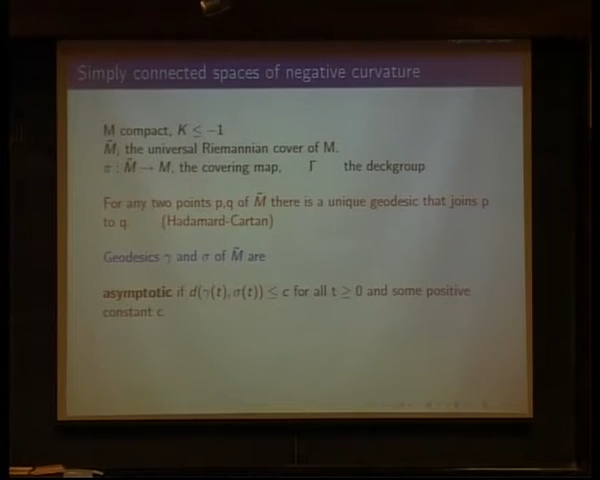 Simply connected spaces of negative curvature
M compact, K ≤ −1
M̃, the universal Riemannian cover of M.
π : M̃ → M, the covering map, Γ the deckgroup
For any two points p,q of M̃ there is a unique geodesic that joins p
to q. (Hadamard-Cartan)
Geodesics γ and σ of M̃ are
asymptotic if d(γ(t), σ(t)) ≤ c for all t ≥ 0 and some positive
constant c